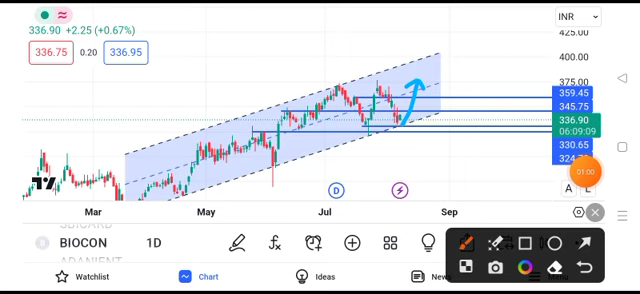 336.90 +2.25 (+0.67%)
INR
336.75 0.20 336.95
425.00
400.00
375.00
359.45
345.75
336.90
06:09:09
330.65
01:00
A
Mar May Jul Sep
D
BIOCON 1D
Watchlist Chart Ideas News